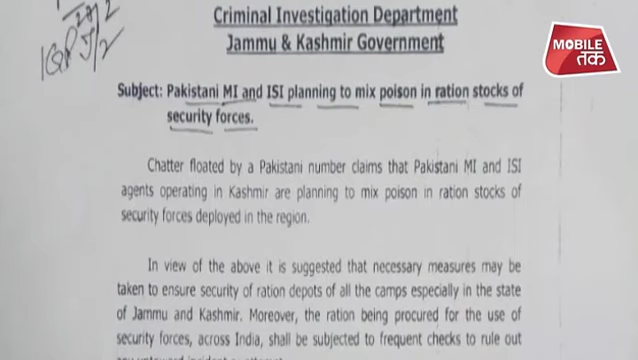 Criminal Investigation Department
Jammu & Kashmir Government
MOBILE
तक
Subject: Pakistani MI and ISI planning to mix poison in ration stocks of
security forces.
Chatter floated by a Pakistani number claims that Pakistani MI and ISI
agents operating in Kashmir are planning to mix poison in ration stocks of
security forces deployed in the region.
In view of the above it is suggested that necessary measures may be
taken to ensure security of ration depots of all the camps especially in the state
of Jammu and Kashmir. Moreover, the ration being procured for the use of
security forces, across India, shall be subjected to frequent checks to rule out